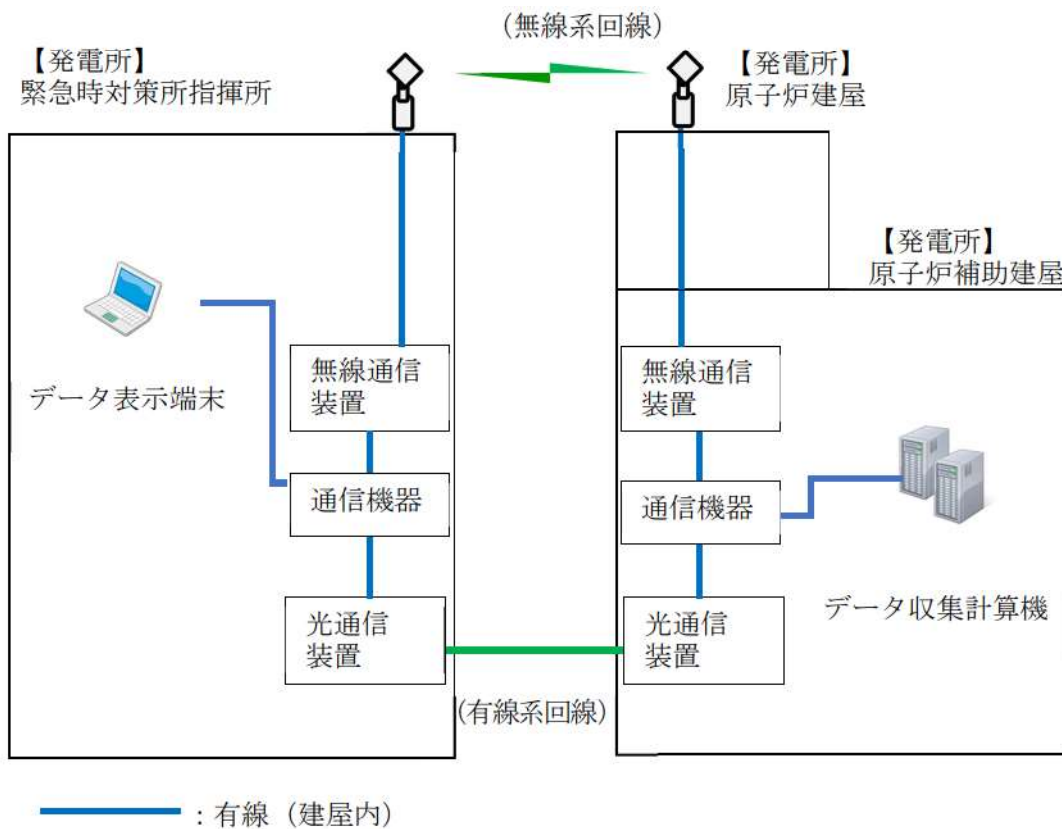 (無線系回線)
【発電所】
緊急時対策所指揮所
【発電所】
原子炉建屋
【発電所】
原子炉補助建屋
データ表示端末
無線通信
装置
通信機器
光通信
装置
無線通信
装置
通信機器
光通信
装置
データ収集計算機
(有線系回線)
:有線(建屋内)